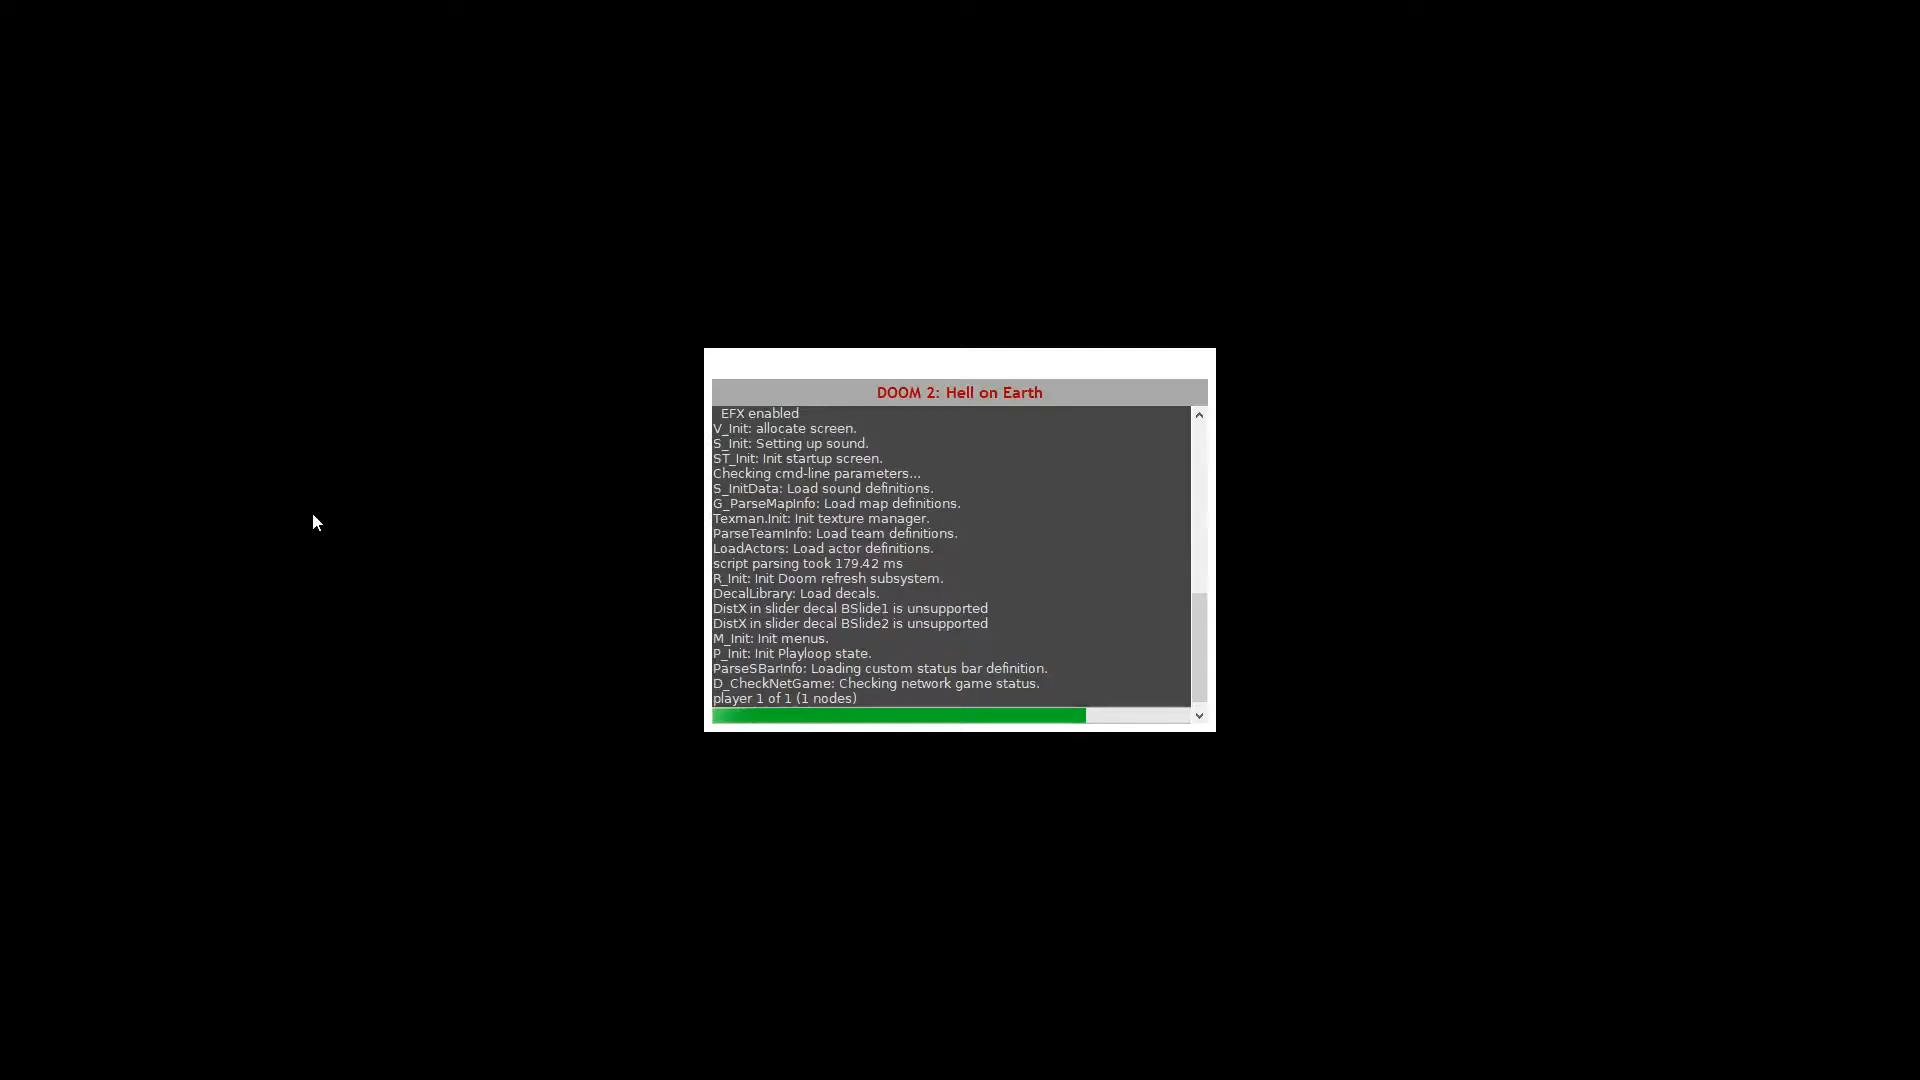 DOOM 2: Hell on Earth
EFX enabled
V_Init: allocate screen.
S_Init: Setting up sound.
ST_Init: Init startup screen.
Checking cmd-line parameters...
S_InitData: Load sound definitions.
G_ParseMapInfo: Load map definitions.
Texman.Init: Init texture manager.
ParseTeamInfo: Load team definitions.
LoadActors: Load actor definitions.
script parsing took 179.42 ms
R_Init: Init Doom refresh subsystem.
DecalLibrary: Load decals.
DistX in slider decal BSlide1 is unsupported
DistX in slider decal BSlide2 is unsupported
M_Init: Init menus.
P_Init: Init Playloop state.
ParseSBarInfo: Loading custom status bar definition.
D_CheckNetGame: Checking network game status.
player 1 of 1 (1 nodes)